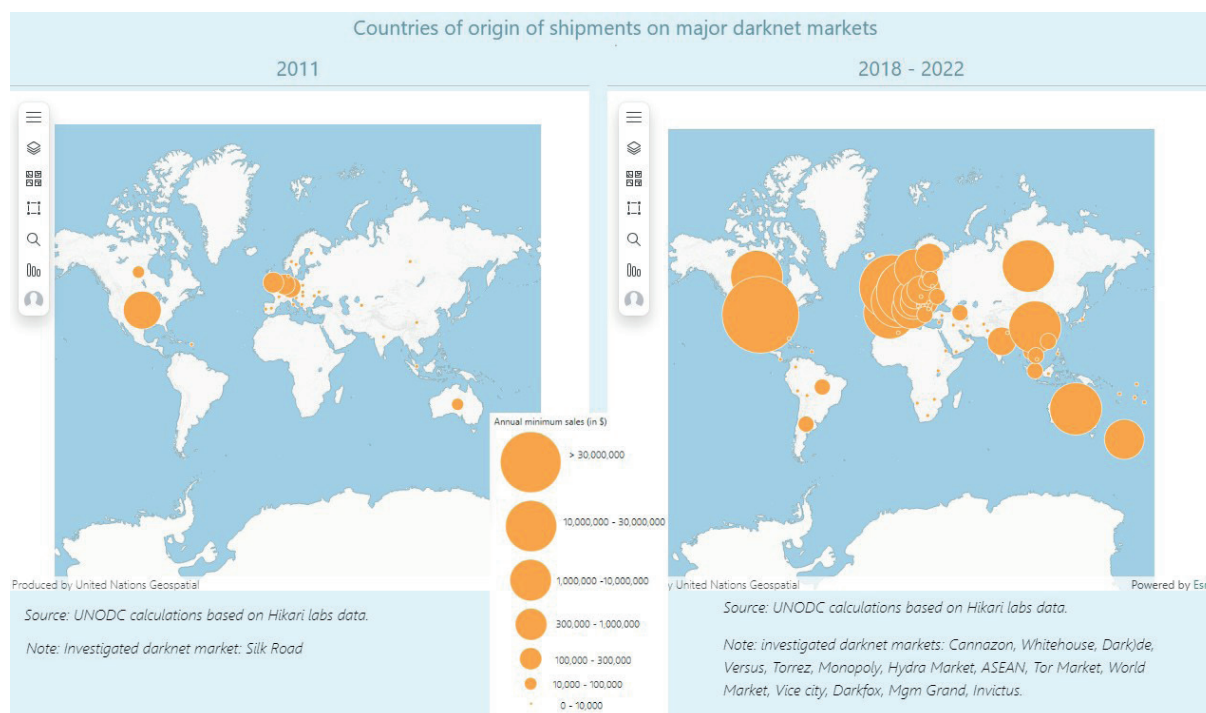 Countries of origin of shipments on major darknet markets
2011
2018 - 2022
Annual minimum sales (in $)
> 30,000,000
10,000,000 - 30,000,000
1,000,000 -10,000,000
300,000 - 1,000,000
100,000 - 300,000
10,000 - 100,000
0 - 10,000
Produced by United Nations Geospatial
y United Nations Geospatial
Powered by Esr
Source: UNODC calculations based on Hikari labs data.
Note: Investigated darknet market: Silk Road
Source: UNODC calculations based on Hikari labs data.
Note: investigated darknet markets: Cannazon, Whitehouse, Dark)de,
Versus, Torrez, Monopoly, Hydra Market, ASEAN, Tor Market, World
Market, Vice city, Darkfox, Mgm Grand, Invictus.